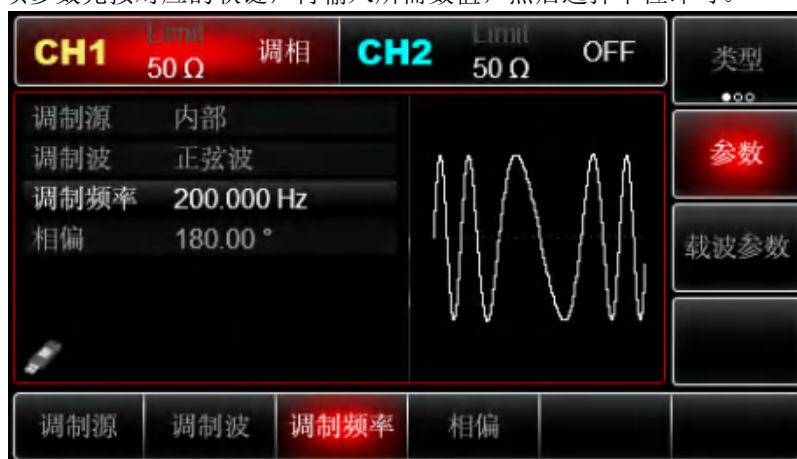 CH1 Limit 50 Ω 调相 CH2 Limit 50 Ω OFF
类型
调制源 内部
调制波 正弦波
调制频率 200.000 Hz
相偏 180.00 °
参数
载波参数
调制源 调制波 调制频率 相偏